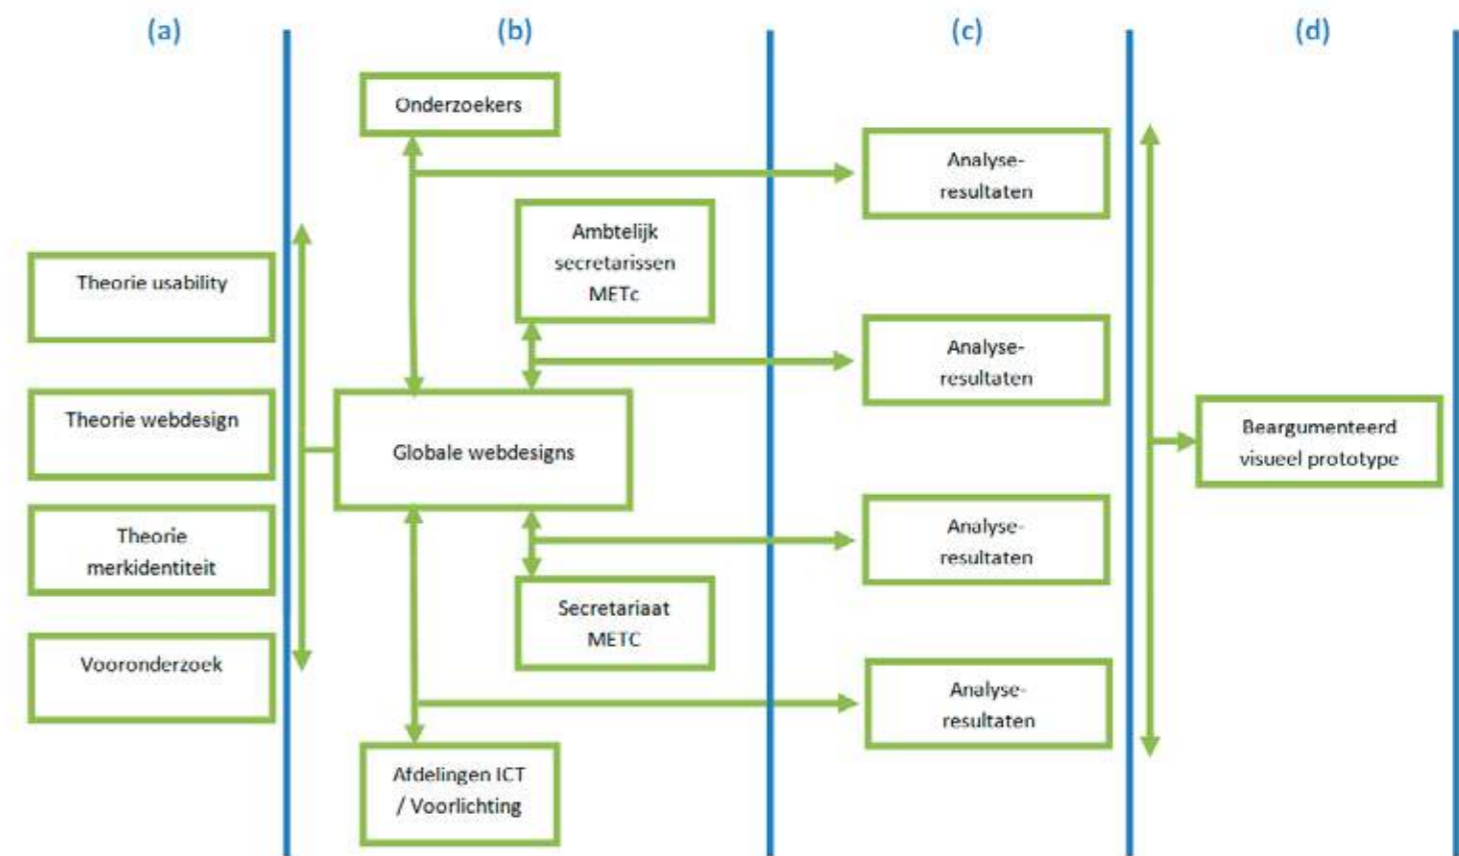 (a)
(b)
(c)
(d)
Theorie usability
Theorie webdesign
Theorie
merkidentiteit
Vooronderzoek
Onderzoekers
Ambtelijk
secretarissen
METc
Globale webdesigns
Secretariaat
METC
Afdelingen ICT
/ Voorlichting
Analyse-
resultaten
Analyse-
resultaten
Analyse-
resultaten
Analyse-
resultaten
Beargumenteerd
visueel prototype